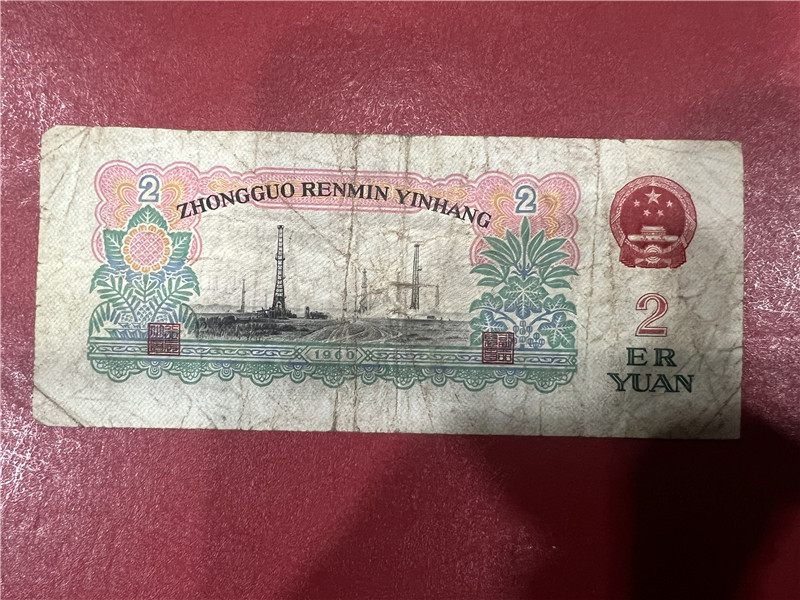 2
2
ZHONGGUO RENMIN YINHANG
1960
2
ER
YUAN